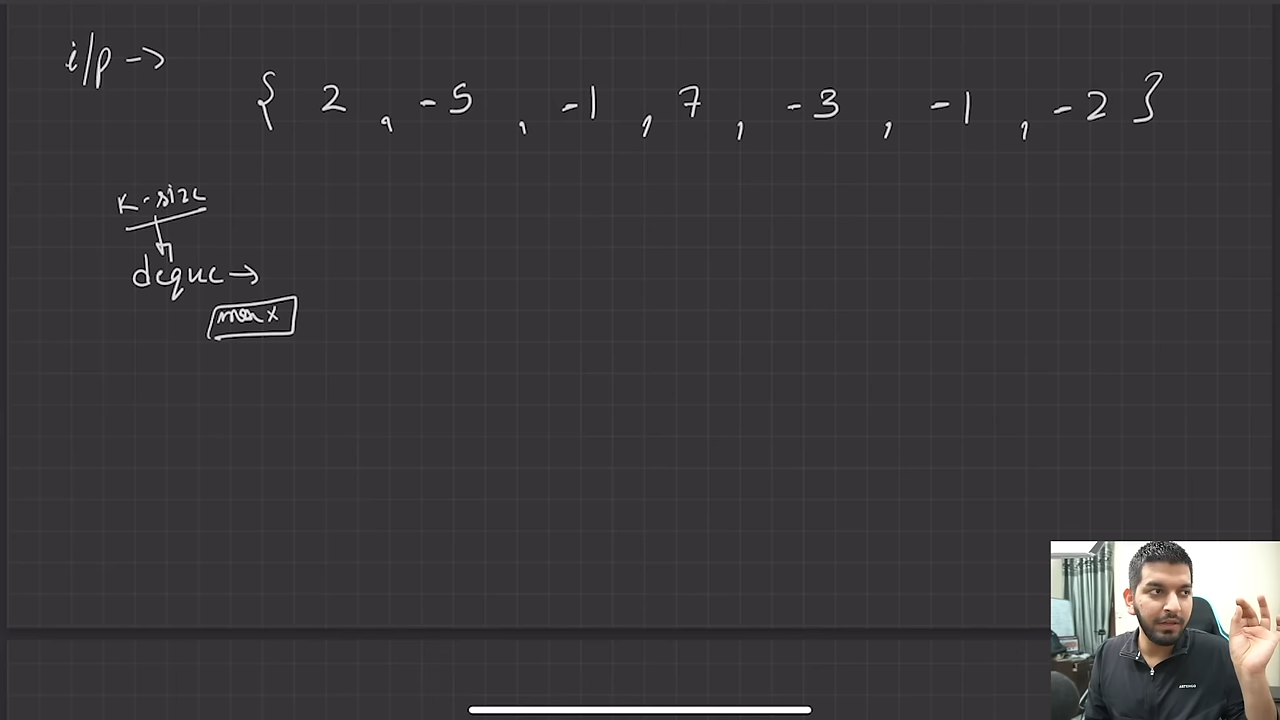 i/p ->
{ 2 , -5 , -1 , 7 , -3 , -1 , -2 }
K-size
deque ->
max